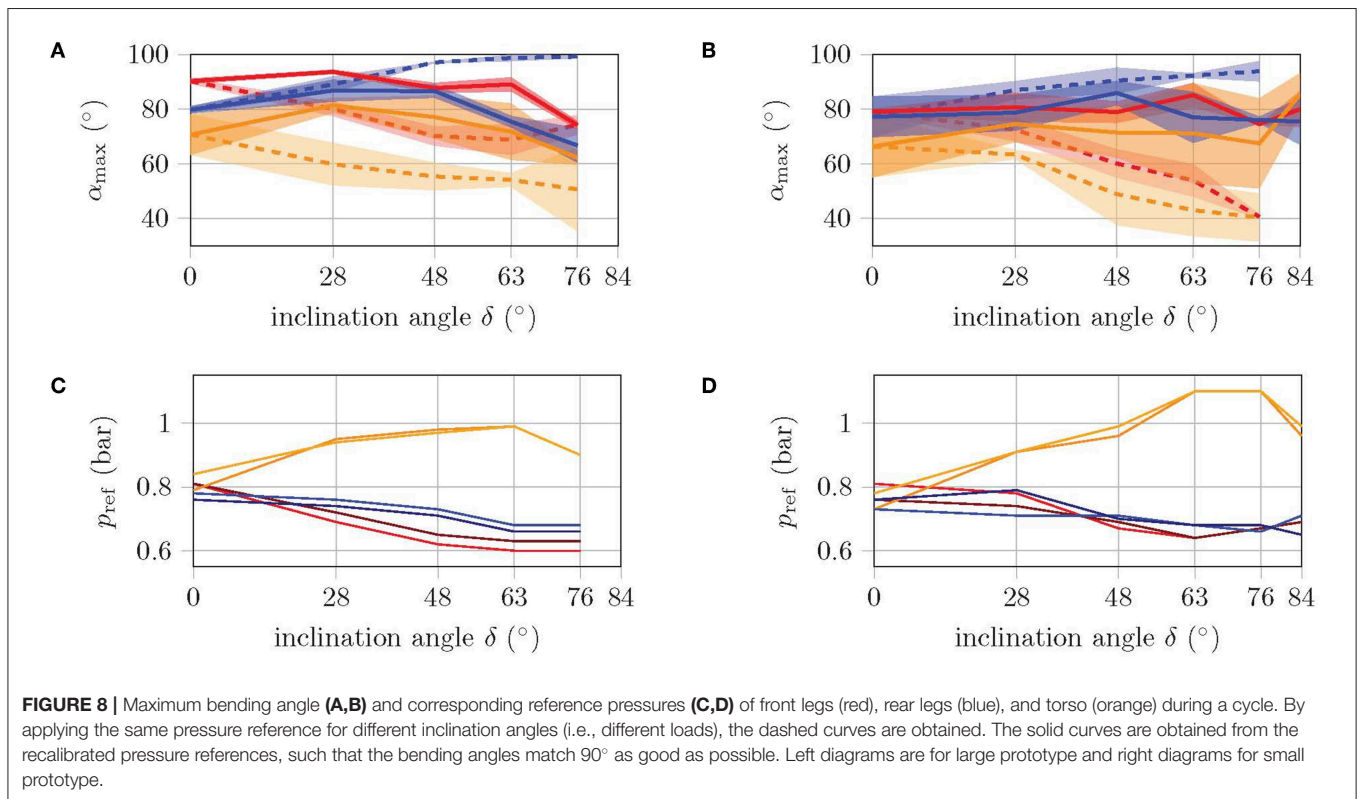 A
B
100
80
60
40
α_max (°)
0 28 48 63 76 84
inclination angle δ (°)
100
80
60
40
α_max (°)
0 28 48 63 76 84
inclination angle δ (°)
C
D
1
0.8
0.6
p_ref (bar)
0 28 48 63 76 84
inclination angle δ (°)
1
0.8
0.6
p_ref (bar)
0 28 48 63 76 84
inclination angle δ (°)
FIGURE 8 | Maximum bending angle (A,B) and corresponding reference pressures (C,D) of front legs (red), rear legs (blue), and torso (orange) during a cycle. By
applying the same pressure reference for different inclination angles (i.e., different loads), the dashed curves are obtained. The solid curves are obtained from the
recalibrated pressure references, such that the bending angles match 90° as good as possible. Left diagrams are for large prototype and right diagrams for small
prototype.